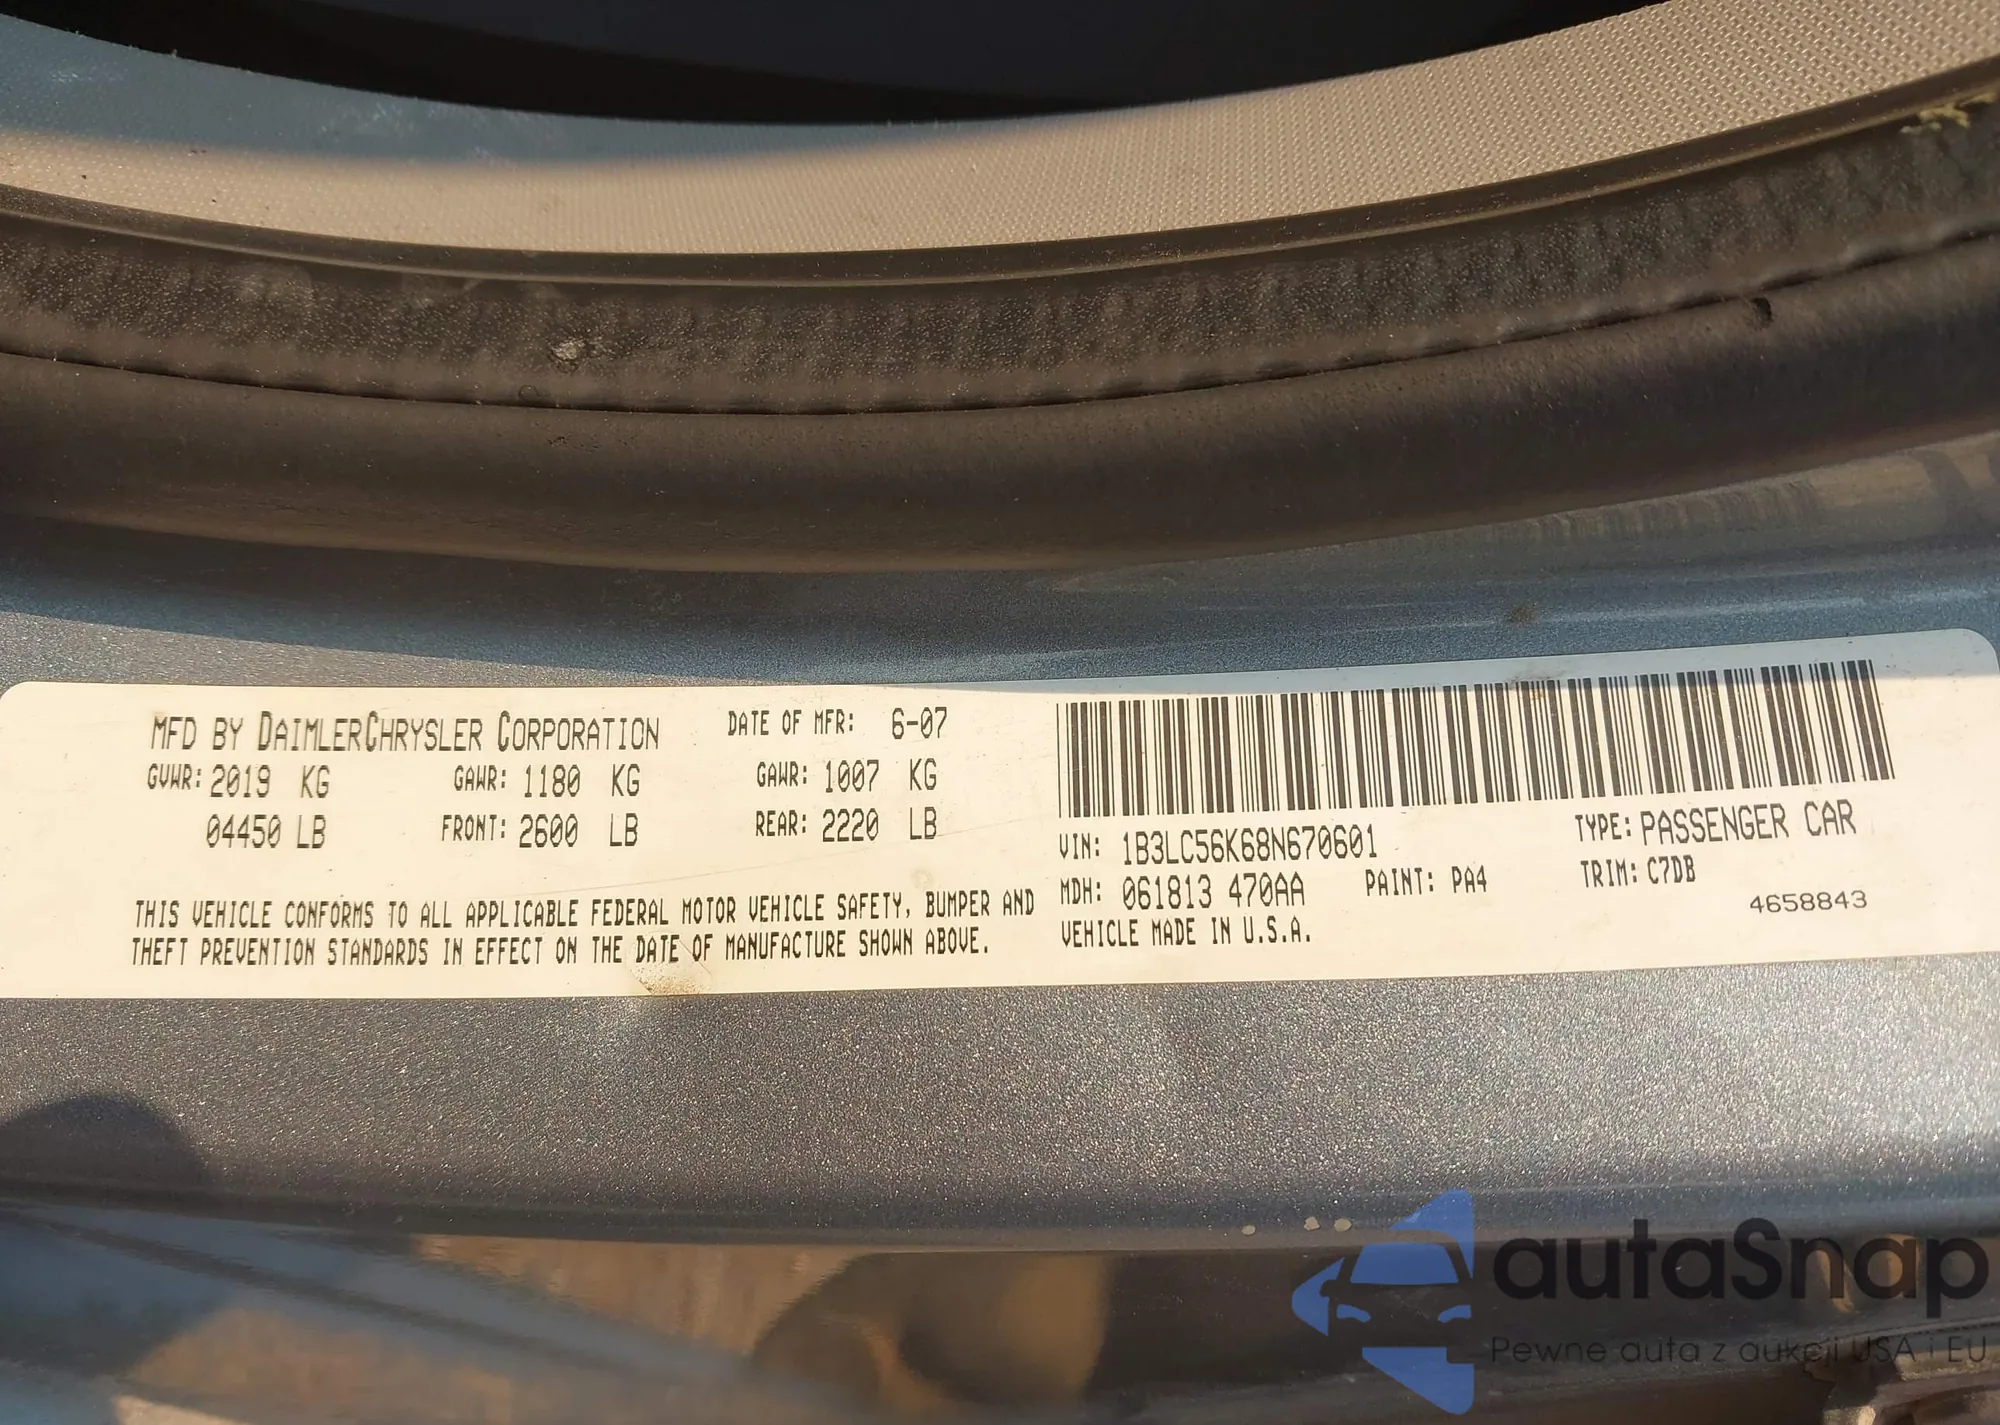 MFD BY DAIMLERCHRYSLER CORPORATION DATE OF MFR: 6-07
GVWR: 2019 KG GAWR: 1180 KG GAWR: 1007 KG
04450 LB FRONT: 2600 LB REAR: 2220 LB
THIS VEHICLE CONFORMS TO ALL APPLICABLE FEDERAL MOTOR VEHICLE SAFETY, BUMPER AND
THEFT PREVENTION STANDARDS IN EFFECT ON THE DATE OF MANUFACTURE SHOWN ABOVE.
VIN: 1B3LC56K68N670601 TYPE: PASSENGER CAR
MDH: 061813 470AA PAINT: PA4 TRIM: C7DB
VEHICLE MADE IN U.S.A. 4658843
autaSnap
Pewne auta z aukcji USA i EU